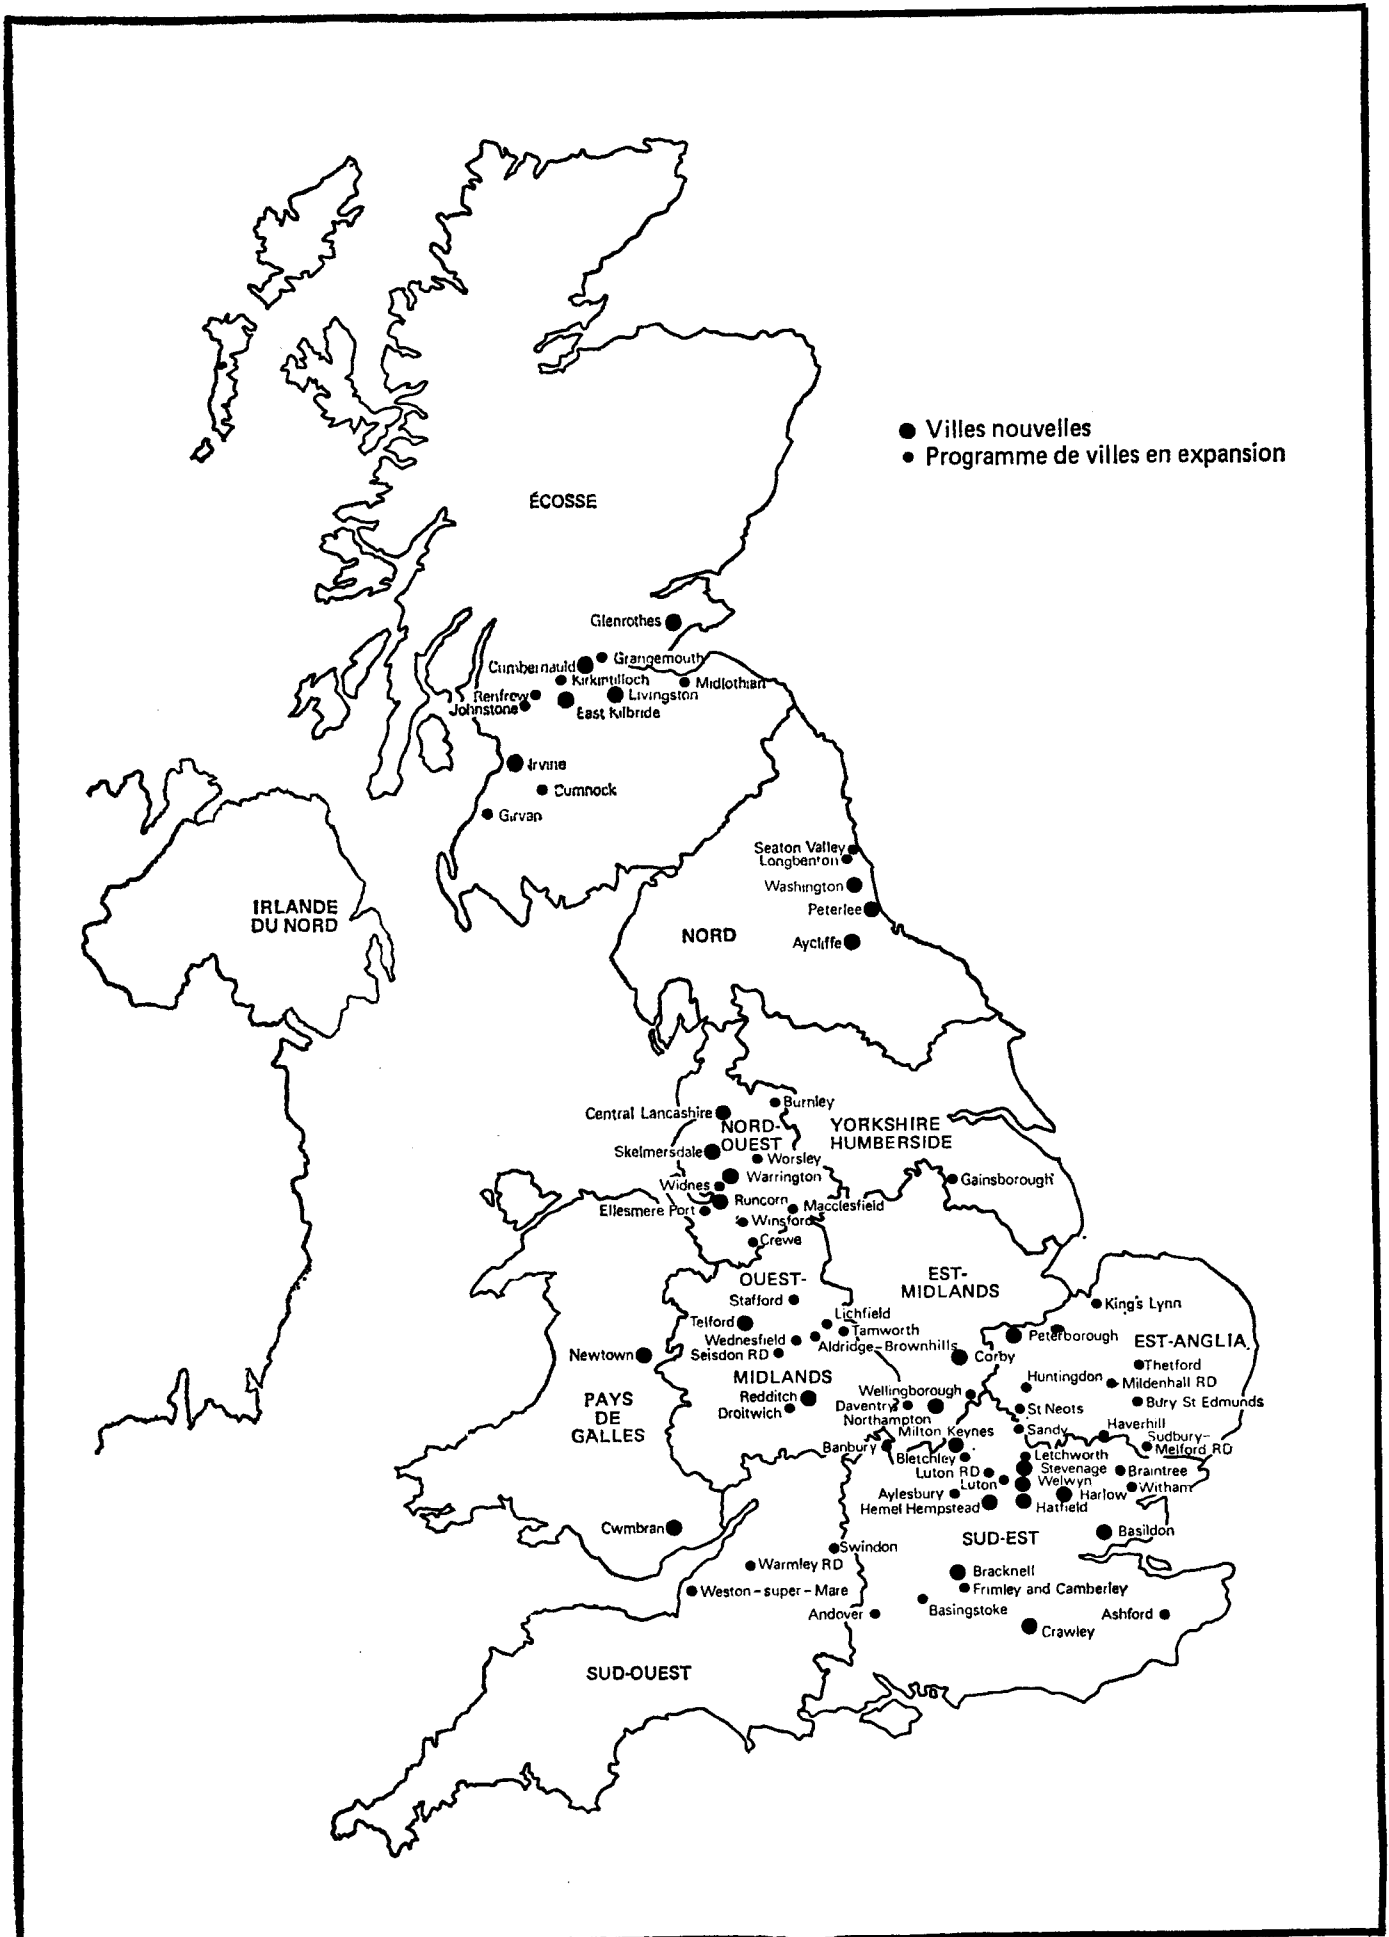 Villes nouvelles
Programme de villes en expansion
ÉCOSSE
Glenrothes
Grangemouth
Cumbernauld
Kirkintilloch
Midlothian
Renfrew
Livingston
Johnstone
East Kilbride
Irvine
Cumnock
Girvan
Seaton Valley
Longbenton
Washington
IRLANDE
DU NORD
Peterlee
NORD
Aycliffe
Burnley
Central Lancashire
NORD-
OUEST
YORKSHIRE
HUMBERSIDE
Skelmersdale
Worsley
Warrington
Gainsborough
Widnes
Runcorn
Macclesfield
Ellesmere Port
Winsford
Crewe
OUEST-
EST-
MIDLANDS
Stafford
King's Lynn
Lichfield
Telford
Tamworth
Peterborough
Wednesfield
Aldridge-Brownhills
EST-ANGLIA
Newtown
Seisdon RD
Corby
Thetford
MIDLANDS
Huntingdon
Mildenhall RD
PAYS
DE
GALLES
Redditch
Wellingborough
Bury St Edmunds
Droitwich
Daventry
St Neots
Northampton
Haverhill
Milton Keynes
Sandy
Sudbury-
Melford RD
Banbury
Bletchley
Letchworth
Luton RD
Stevenage
Braintree
Luton
Welwyn
Witham
Aylesbury
Harlow
Hemel Hempstead
Hatfield
Cwmbran
SUD-EST
Basildon
Swindon
Warmley RD
Bracknell
Weston-super-Mare
Frimley and Camberley
Andover
Basingstoke
Ashford
Crawley
SUD-OUEST